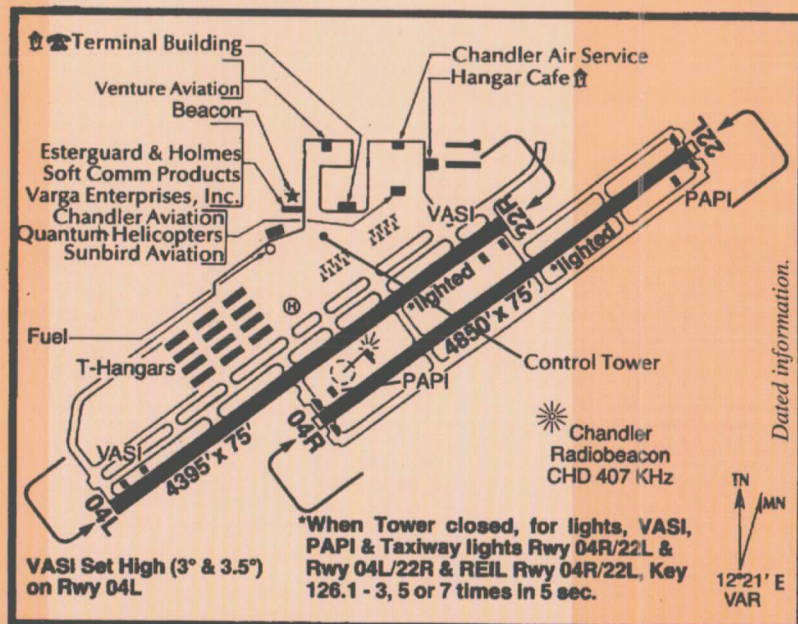 Terminal Building
Venture Aviation
Beacon
Esterguard & Holmes
Soft Comm Products
Varga Enterprises, Inc.
Chandler Aviation
Quantum Helicopters
Sunbird Aviation
Fuel
T-Hangars
Chandler Air Service
Hangar Cafe
VASI
22R
22L
PAPI
*lighted
*lighted
4850' x 75'
H
Control Tower
PAPI
04R
VASI
4395' x 75'
04L
Chandler
Radiobeacon
CHD 407 KHz
Dated information.
TN
MN
12°21' E
VAR
VASI Set High (3° & 3.5°)
on Rwy 04L
*When Tower closed, for lights, VASI,
PAPI & Taxiway lights Rwy 04R/22L &
Rwy 04L/22R & REIL Rwy 04R/22L, Key
126.1 - 3, 5 or 7 times in 5 sec.